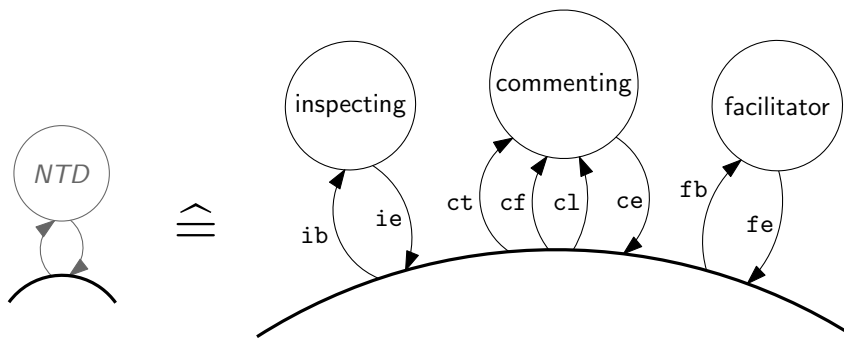 NTD
≙
inspecting
commenting
facilitator
ib
ie
ct
cf
cl
ce
fb
fe